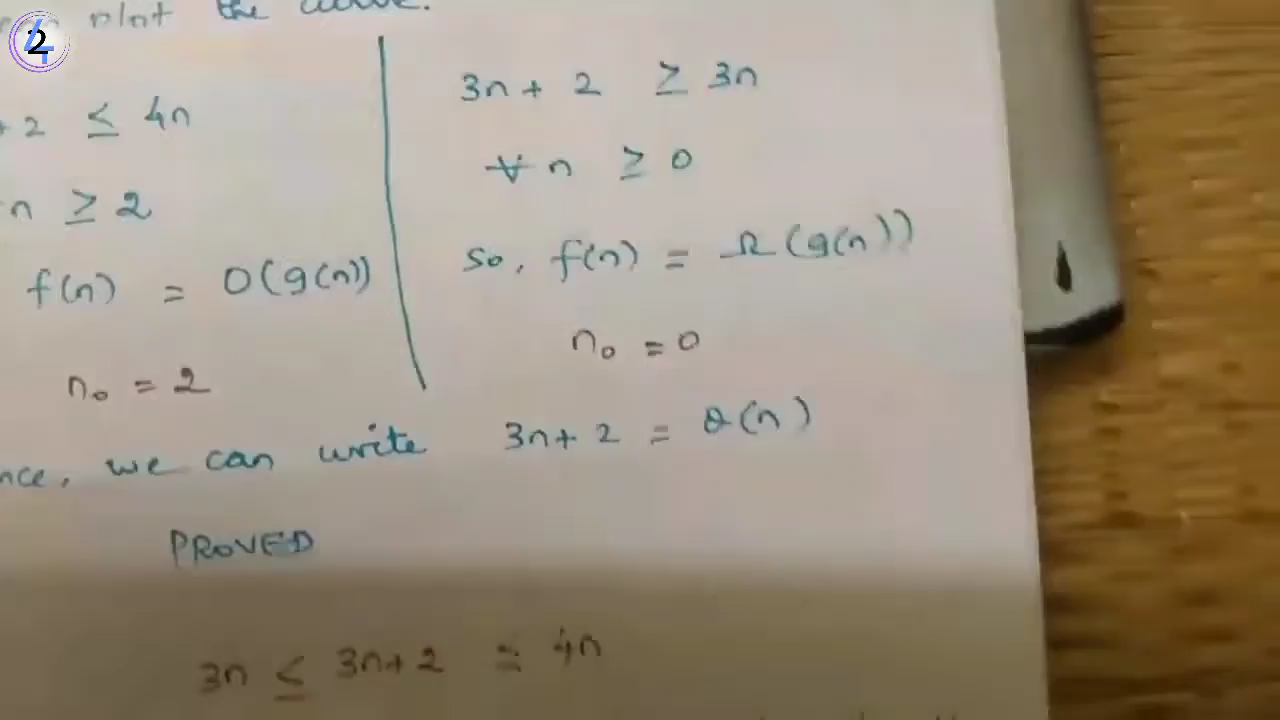 plot the
+ 2 ≤ 4n
n ≥ 2
f(n) = O(g(n))
n₀ = 2
3n + 2 ≥ 3n
∀ n ≥ 0
so, f(n) = Ω(g(n))
n₀ = 0
nce, we can write 3n + 2 = θ(n)
PROVED
3n ≤ 3n+2 ≤ 4n